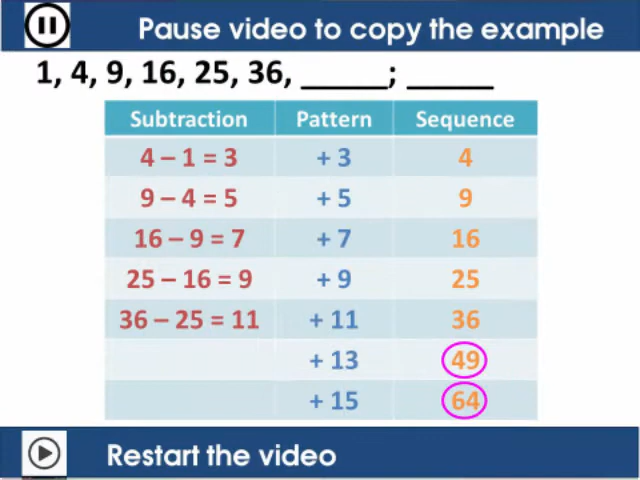 Pause video to copy the example
1, 4, 9, 16, 25, 36, _____; _____
Subtraction Pattern Sequence
4 – 1 = 3 + 3 4
9 – 4 = 5 + 5 9
16 – 9 = 7 + 7 16
25 – 16 = 9 + 9 25
36 – 25 = 11 + 11 36
+ 13 49
+ 15 64
Restart the video